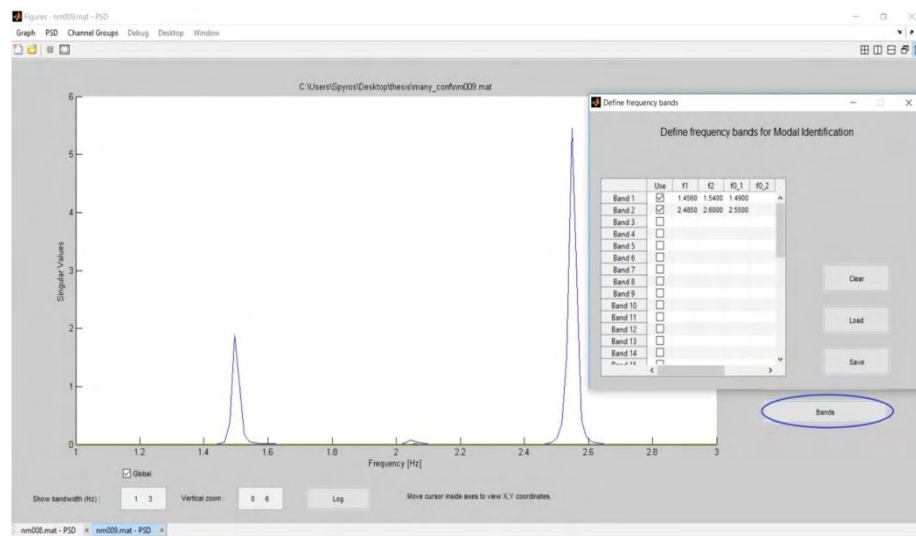 Figures - nm009.mat - PSD
Graph PSD Channel Groups Debug Desktop Window
C:\Users\Spyros\Desktop\thesis\many_conf\nm009.mat
6
5
4
3
2
1
0
Singular Values
1 1.2 1.4 1.6 1.8 2 2.2 2.4 2.6 2.8 3
Frequency [Hz]
Define frequency bands
Define frequency bands for Modal Identification
Use f1 f2 f0_1 f0_2
Band 1 1.4560 1.5400 1.4900
Band 2 2.4850 2.6000 2.5500
Band 3
Band 4
Band 5
Band 6
Band 7
Band 8
Band 9
Band 10
Band 11
Band 12
Band 13
Band 14
Band 15
Clear
Load
Save
Bands
Global
Show bandwidth (Hz) : 1 3 Vertical zoom : 0 6 Log Move cursor inside axes to view X,Y coordinates.
nm008.mat - PSD × nm009.mat - PSD ×